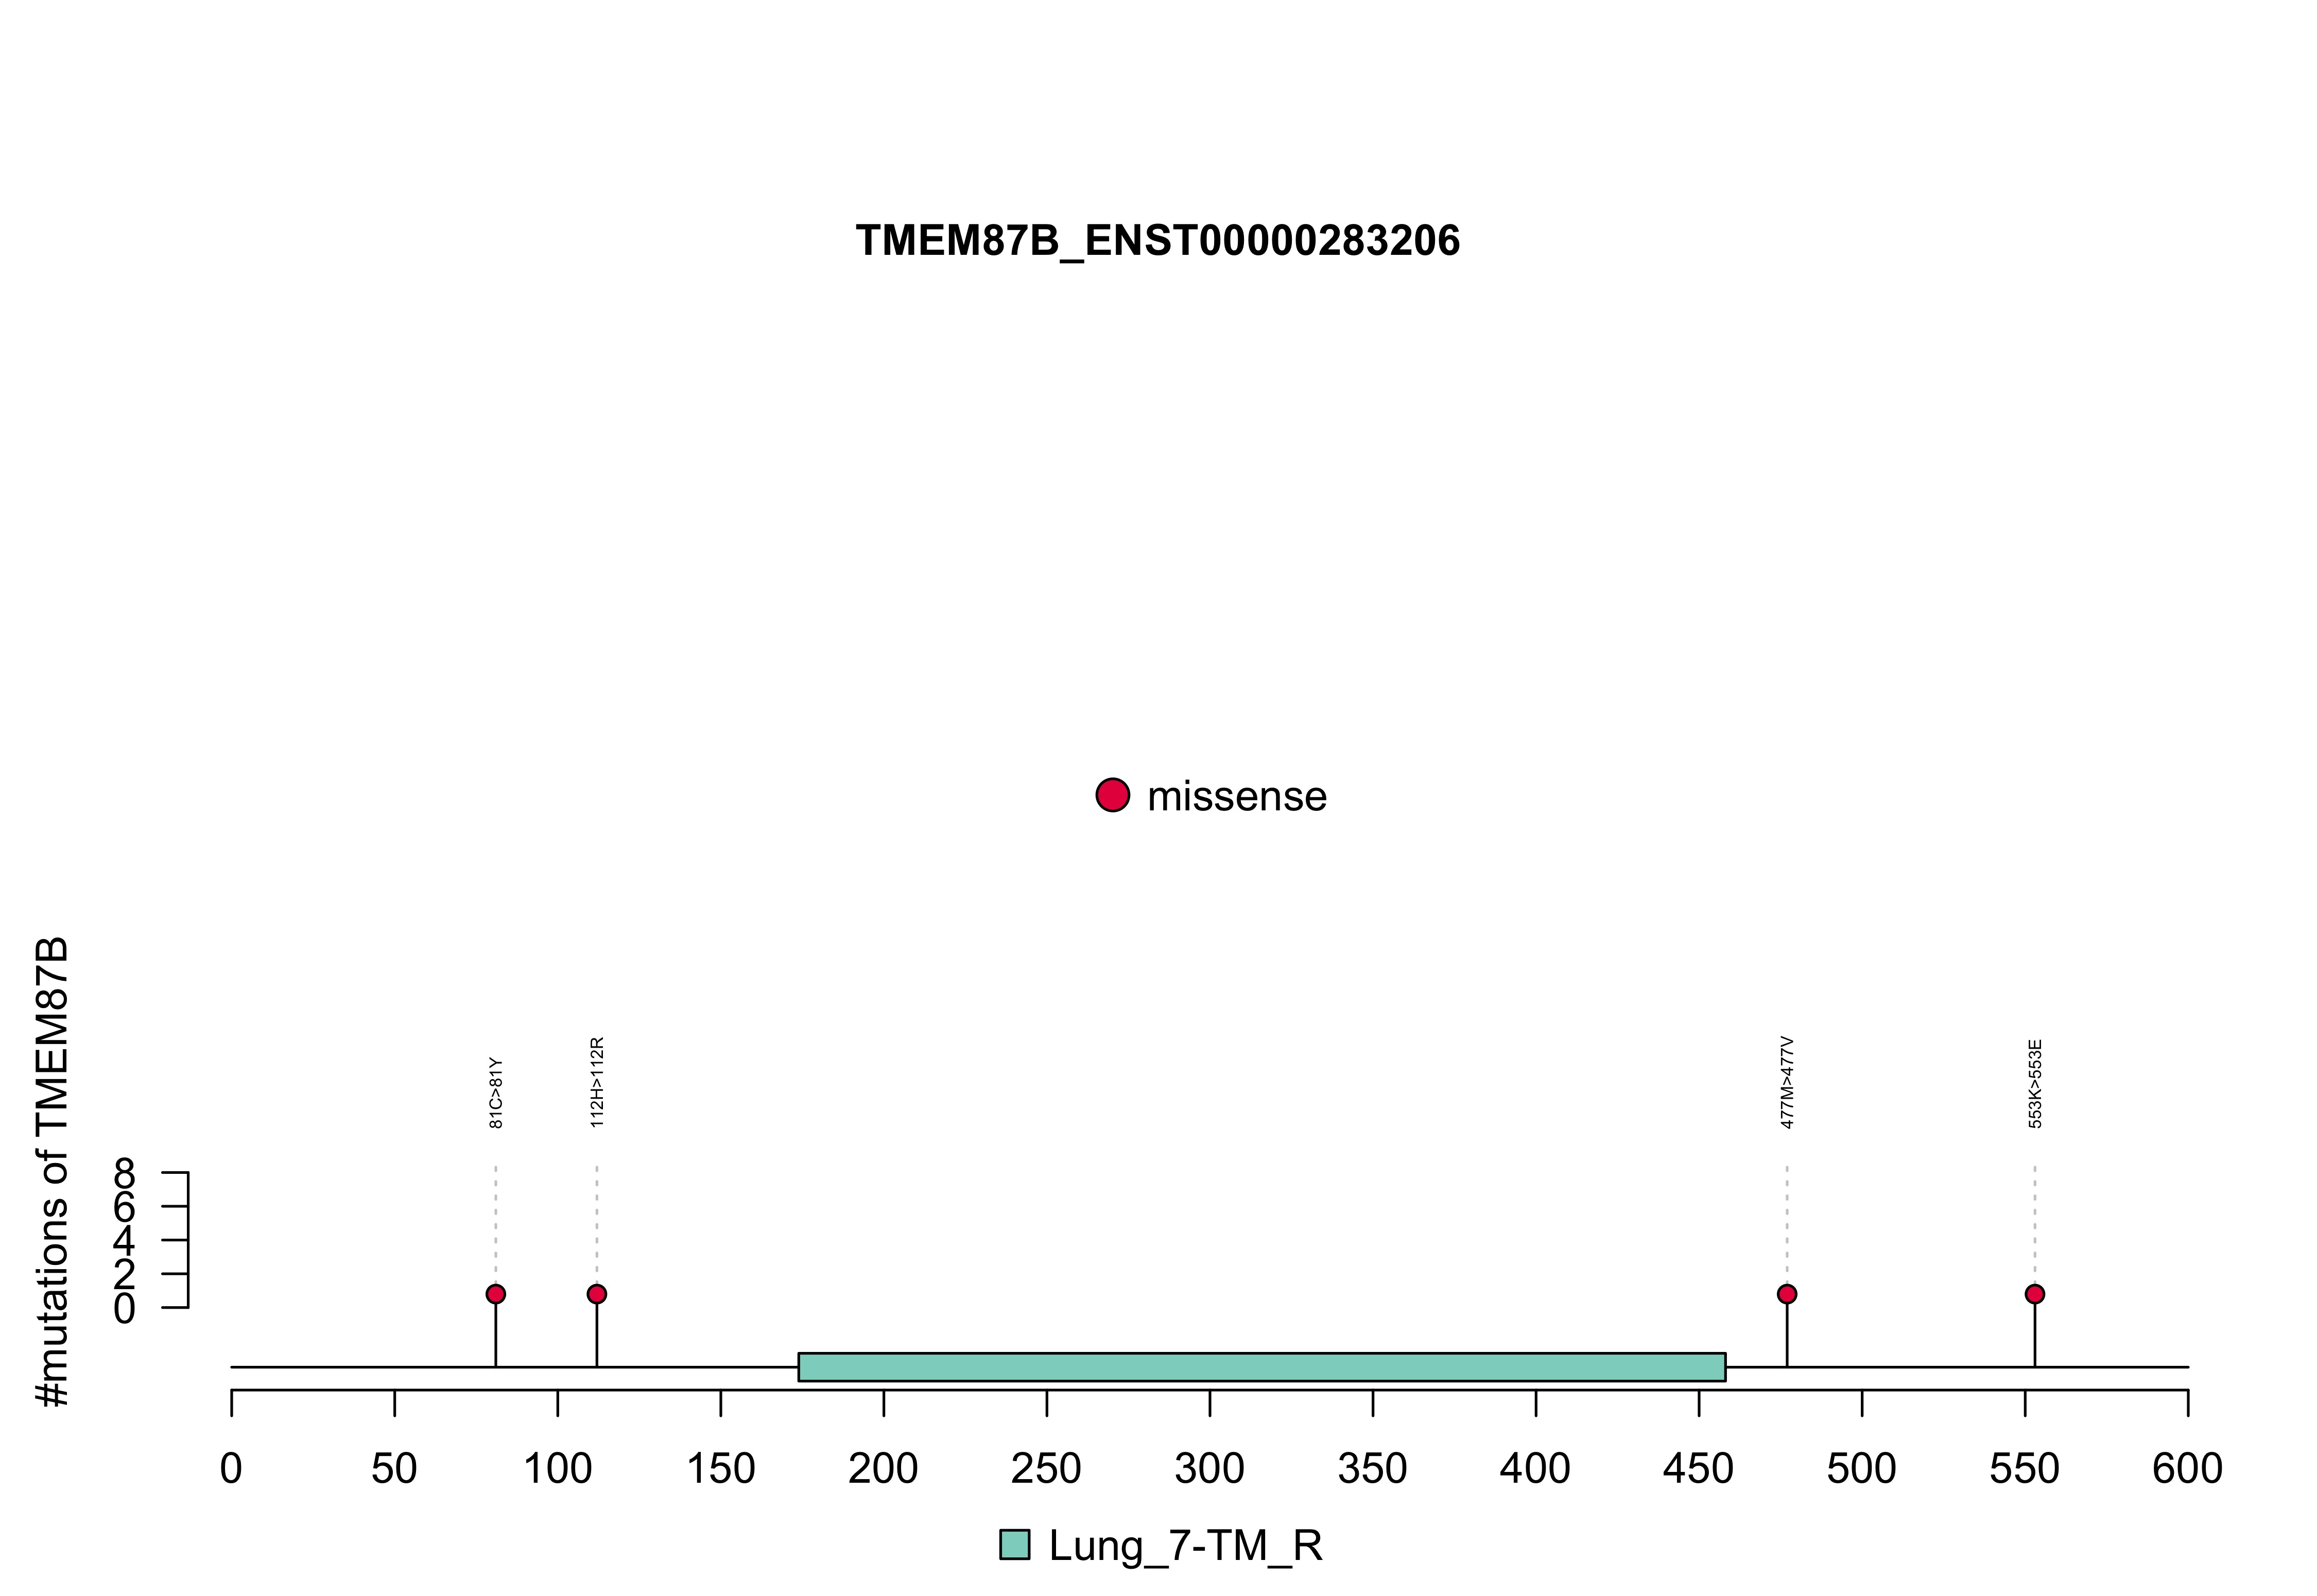 TMEM87B_ENST00000283206
missense
#mutations of TMEM87B
81C>81Y
112H>112R
477M>477V
553K>553E
8
6
4
2
0
0 50 100 150 200 250 300 350 400 450 500 550 600
Lung_7-TM_R